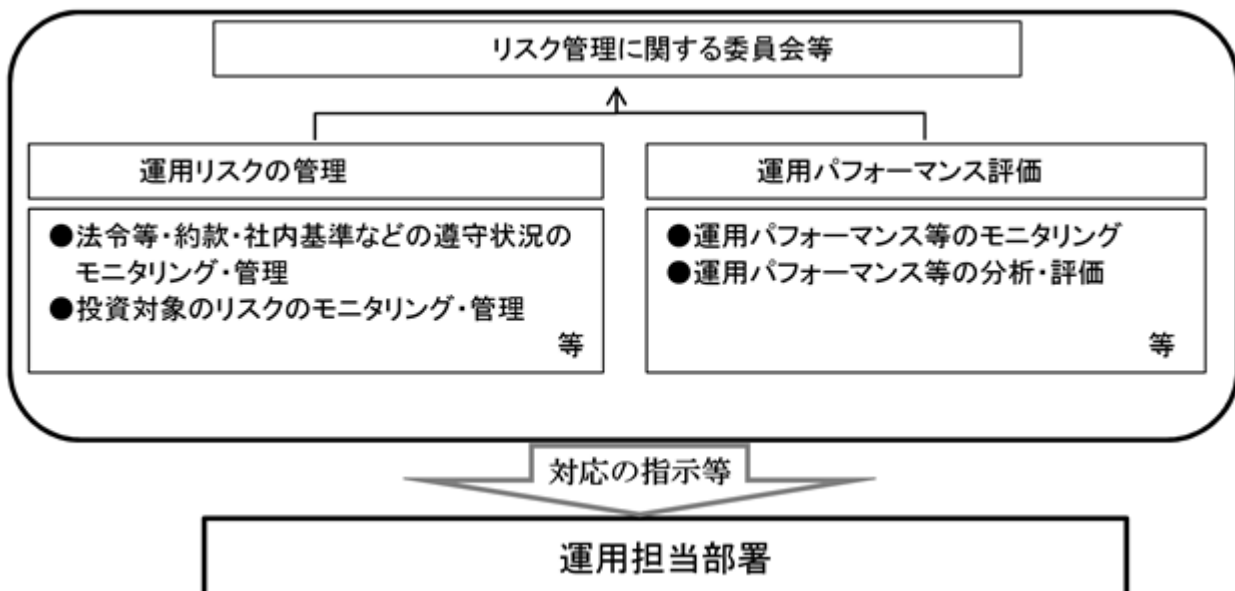 リスク管理に関する委員会等
運用リスクの管理
●法令等・約款・社内基準などの遵守状況の
モニタリング・管理
●投資対象のリスクのモニタリング・管理
等
運用パフォーマンス評価
●運用パフォーマンス等のモニタリング
●運用パフォーマンス等の分析・評価
等
対応の指示等
運用担当部署